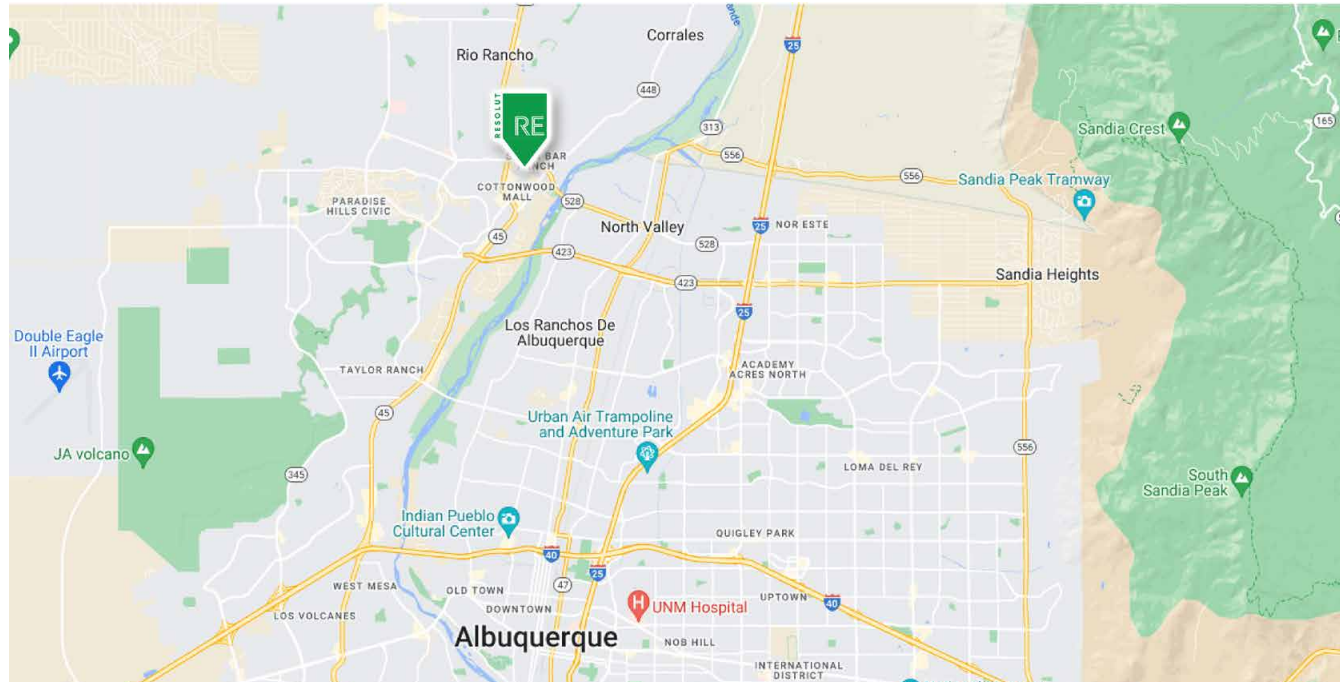 ande
Corrales
25
Rio Rancho
448
RESOLUT
RE
313
165
Sandia Crest
BAR
COTTONWOOD
MALL
556
556
Sandia Peak Tramway
PARADISE
HILLS CIVIC
528
North Valley
25
NOR ESTE
45
528
423
423
Sandia Heights
25
Los Ranchos De
Albuquerque
Double Eagle
II Airport
TAYLOR RANCH
ACADEMY
ACRES NORTH
45
Urban Air Trampoline
and Adventure Park
JA volcano
345
LOMA DEL REY
556
South
Sandia Peak
Indian Pueblo
Cultural Center
QUIGLEY PARK
40
25
47
WEST MESA
OLD TOWN
UPTOWN
40
LOS VOLCANES
DOWNTOWN
UNM Hospital
Albuquerque
NOB HILL
INTERNATIONAL
DISTRICT